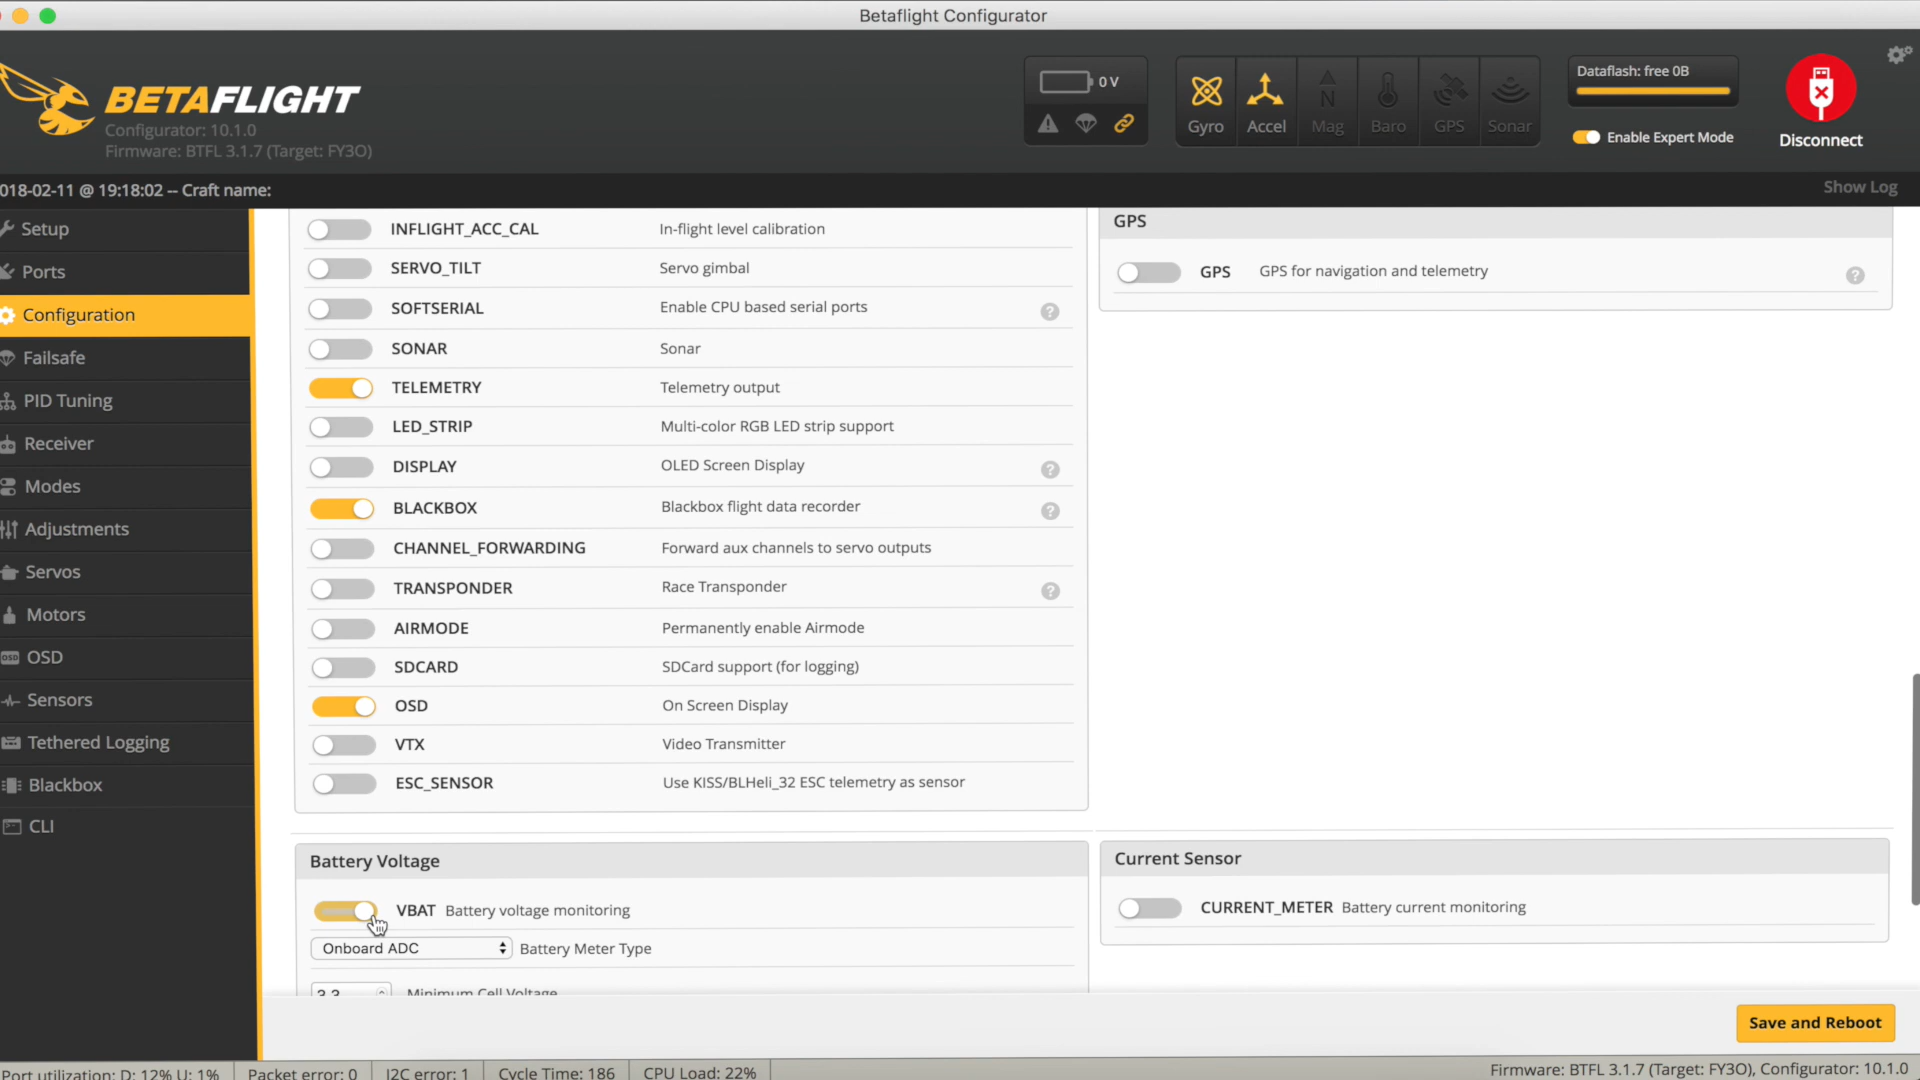 Betaflight Configurator
BETAFLIGHT
Configurator: 10.1.0
Firmware: BTFL 3.1.7 (Target: FY3O)
0 V
Gyro
Accel
Mag
Baro
GPS
Sonar
Dataflash: free 0B
Enable Expert Mode
Disconnect
018-02-11 @ 19:18:02 -- Craft name:
Show Log
Setup
Ports
Configuration
Failsafe
PID Tuning
Receiver
Modes
Adjustments
Servos
Motors
OSD
Sensors
Tethered Logging
Blackbox
CLI
INFLIGHT_ACC_CAL In-flight level calibration
SERVO_TILT Servo gimbal
SOFTSERIAL Enable CPU based serial ports ?
SONAR Sonar
TELEMETRY Telemetry output
LED_STRIP Multi-color RGB LED strip support
DISPLAY OLED Screen Display ?
BLACKBOX Blackbox flight data recorder ?
CHANNEL_FORWARDING Forward aux channels to servo outputs
TRANSPONDER Race Transponder ?
AIRMODE Permanently enable Airmode
SDCARD SDCard support (for logging)
OSD On Screen Display
VTX Video Transmitter
ESC_SENSOR Use KISS/BLHeli_32 ESC telemetry as sensor
GPS
GPS GPS for navigation and telemetry ?
Battery Voltage
VBAT Battery voltage monitoring
Onboard ADC Battery Meter Type
3.3 Minimum Cell Voltage
Current Sensor
CURRENT_METER Battery current monitoring
Save and Reboot
Port utilization: D: 12% U: 1%
Packet error: 0
I2C error: 1
Cycle Time: 186
CPU Load: 22%
Firmware: BTFL 3.1.7 (Target: FY3O), Configurator: 10.1.0